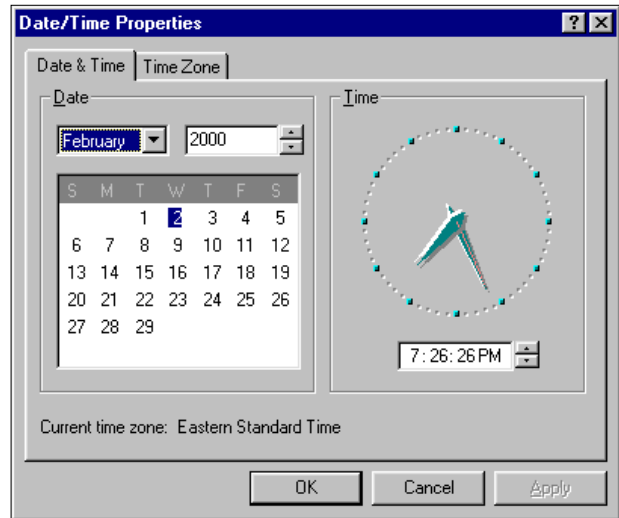 Date/Time Properties
Date & Time Time Zone
Date
February 2000
S M T W T F S
1 2 3 4 5
6 7 8 9 10 11 12
13 14 15 16 17 18 19
20 21 22 23 24 25 26
27 28 29
Time
7:26:26 PM
Current time zone: Eastern Standard Time
OK Cancel Apply